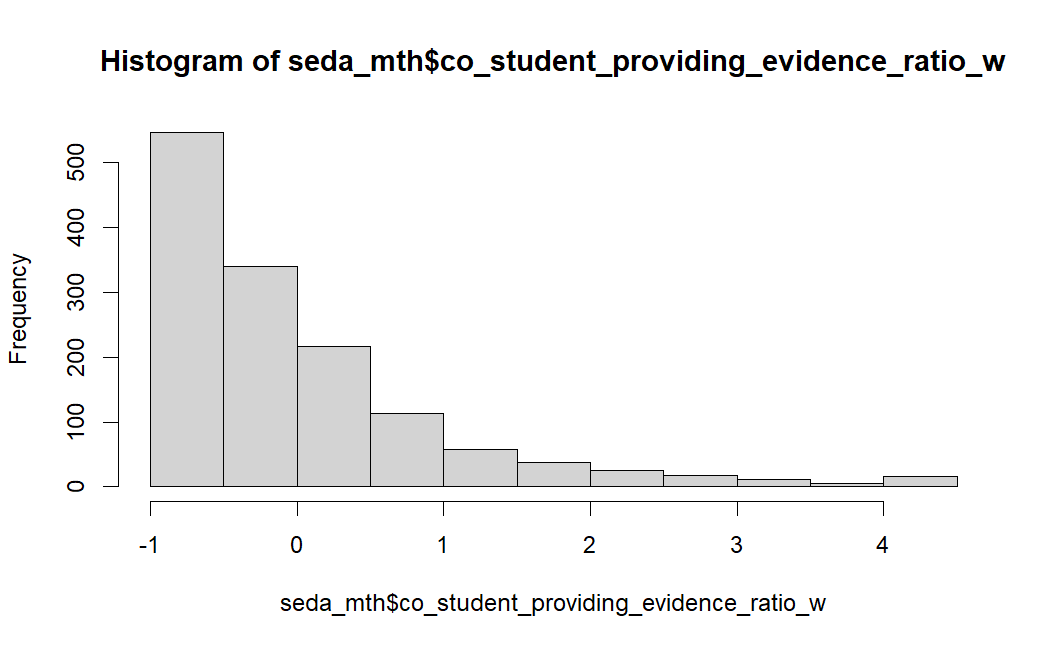 Histogram of seda_mth$co_student_providing_evidence_ratio_w
Frequency
500
400
300
200
100
0
-1 0 1 2 3 4
seda_mth$co_student_providing_evidence_ratio_w